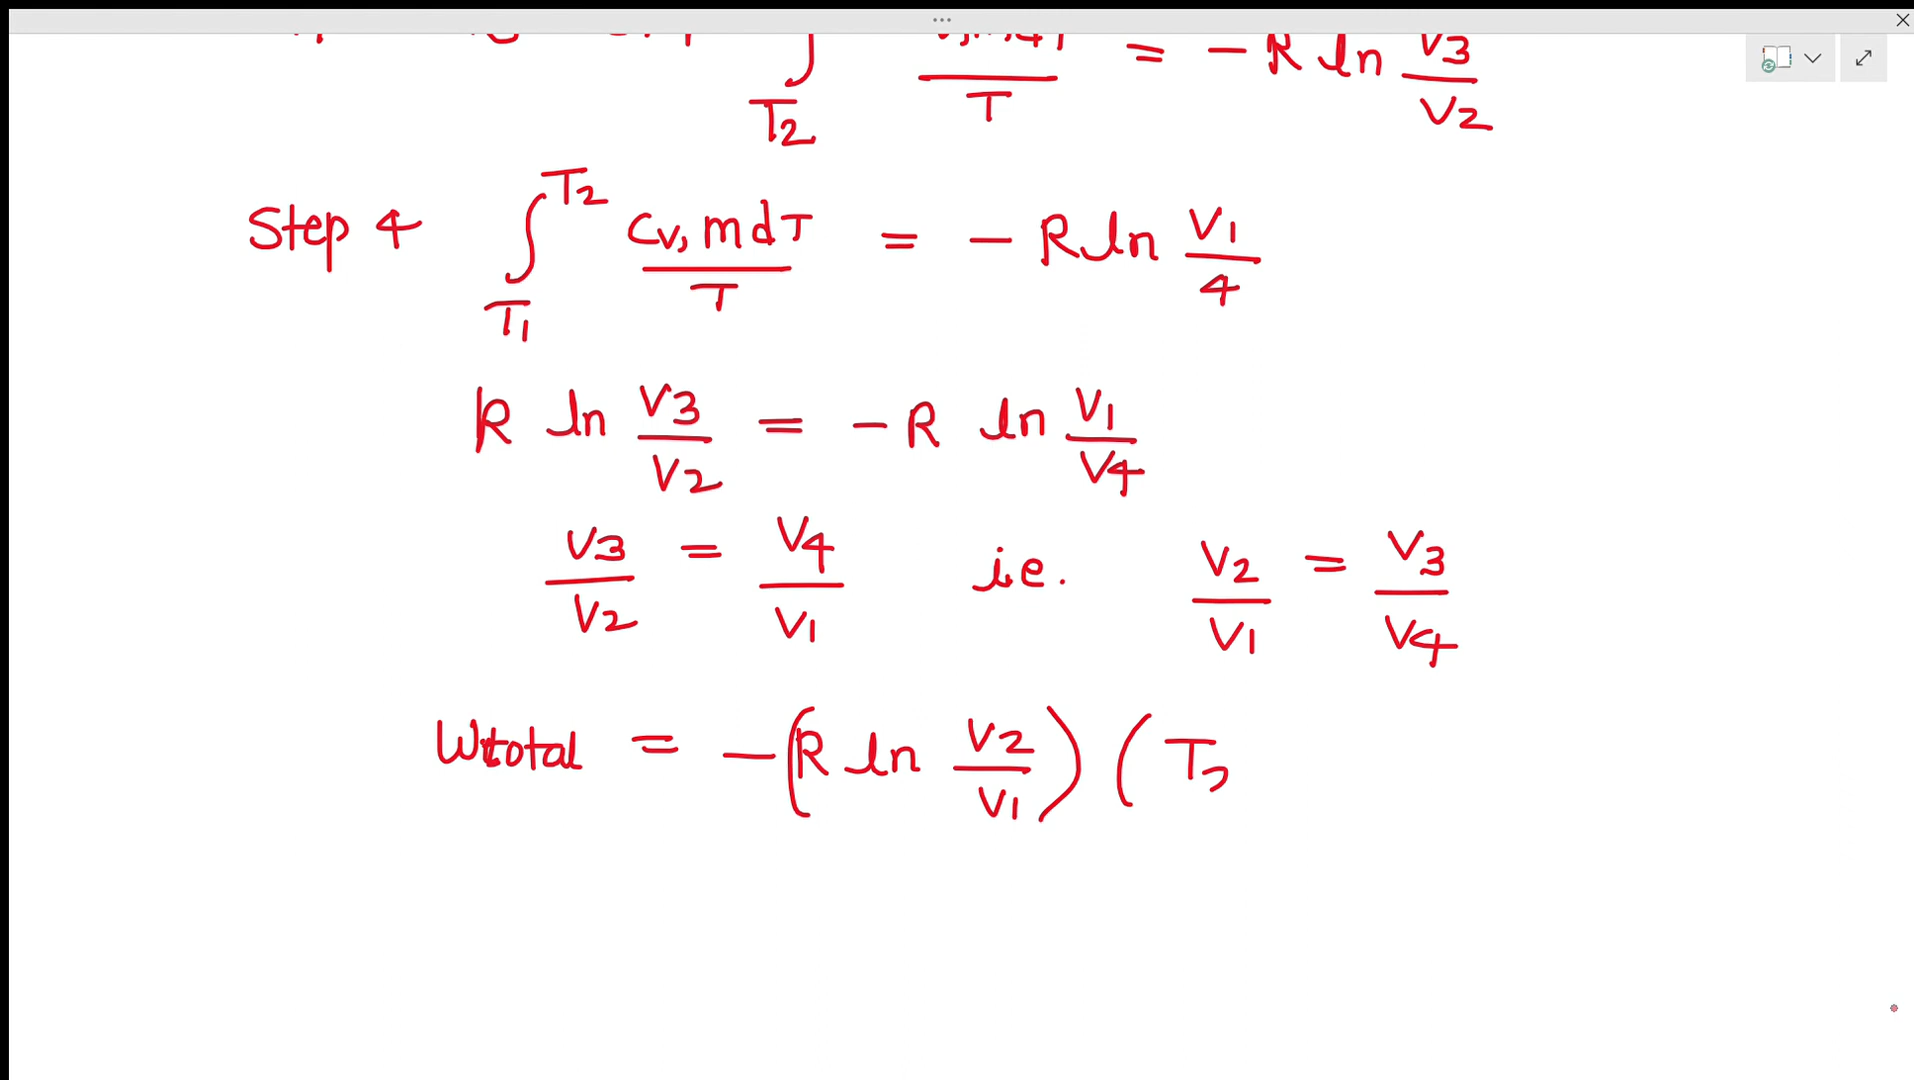 ∫ T2 T = - R ln V3/V2
Step 4 ∫ T1 T2 Cv,m dT / T = - R ln V1/4
R ln V3/V2 = - R ln V1/V4
V3/V2 = V4/V1 i.e. V2/V1 = V3/V4
Wtotal = - (R ln V2/V1) (T